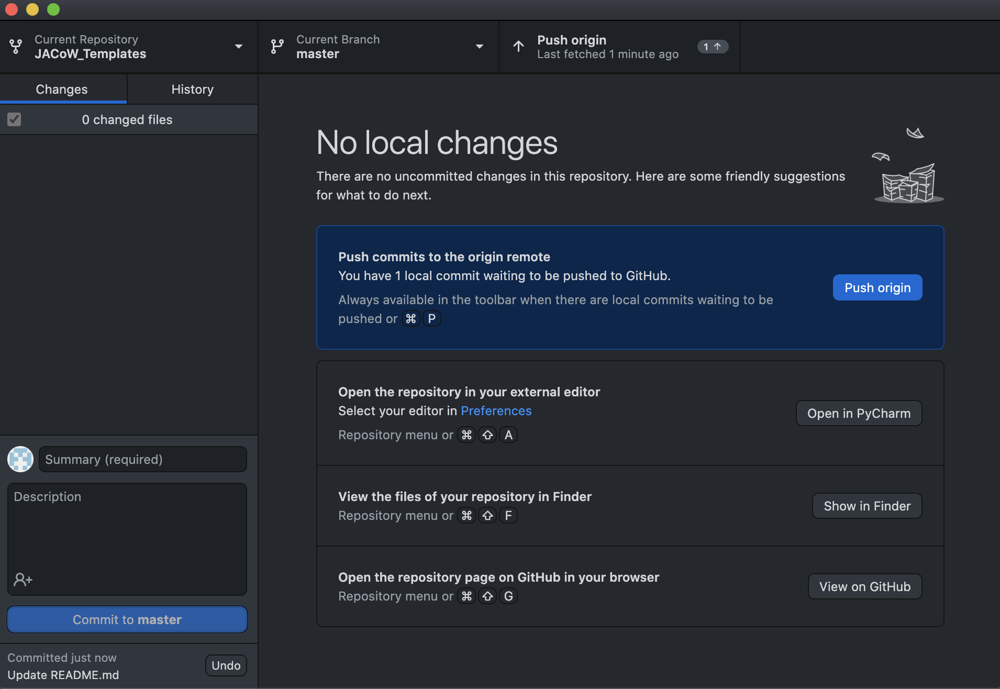 Current Repository
JACoW_Templates
Current Branch
master
Push origin
Last fetched 1 minute ago
1 ↑
Changes
History
0 changed files
No local changes
There are no uncommitted changes in this repository. Here are some friendly suggestions
for what to do next.
Push commits to the origin remote
You have 1 local commit waiting to be pushed to GitHub.
Always available in the toolbar when there are local commits waiting to be
pushed or ⌘ P
Push origin
Open the repository in your external editor
Select your editor in Preferences
Repository menu or ⌘ ⇧ A
Open in PyCharm
View the files of your repository in Finder
Repository menu or ⌘ ⇧ F
Show in Finder
Open the repository page on GitHub in your browser
Repository menu or ⌘ ⇧ G
View on GitHub
Summary (required)
Description
Commit to master
Committed just now
Update README.md
Undo